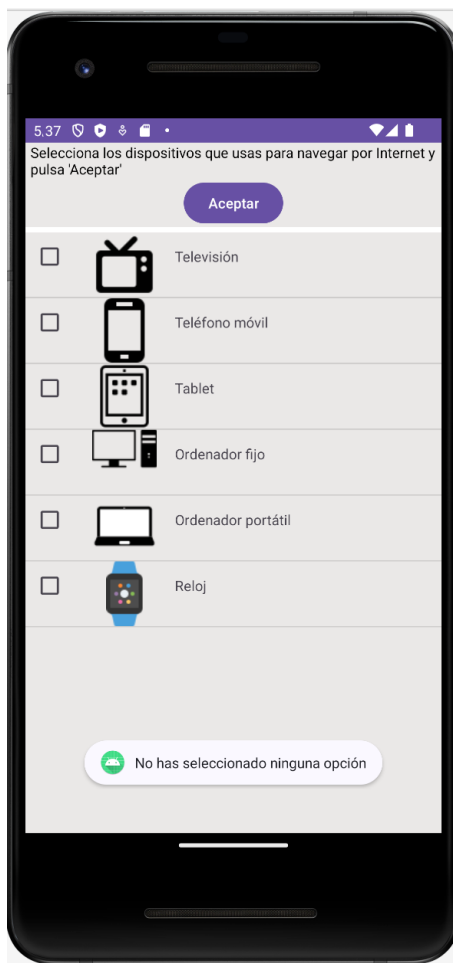 5.37
Selecciona los dispositivos que usas para navegar por Internet y
pulsa 'Aceptar'
Aceptar
Televisión
Teléfono móvil
Tablet
Ordenador fijo
Ordenador portátil
Reloj
No has seleccionado ninguna opción